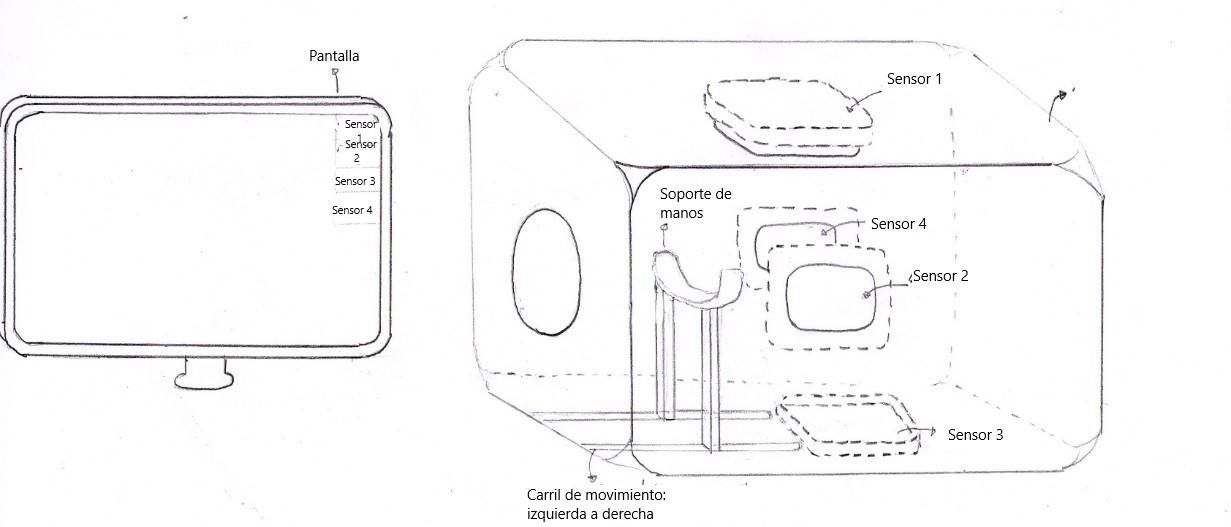 Pantalla
Sensor
1
Sensor
2
Sensor 3
Sensor 4
Sensor 1
Soporte de
manos
Sensor 4
Sensor 2
Sensor 3
Carril de movimiento:
izquierda a derecha